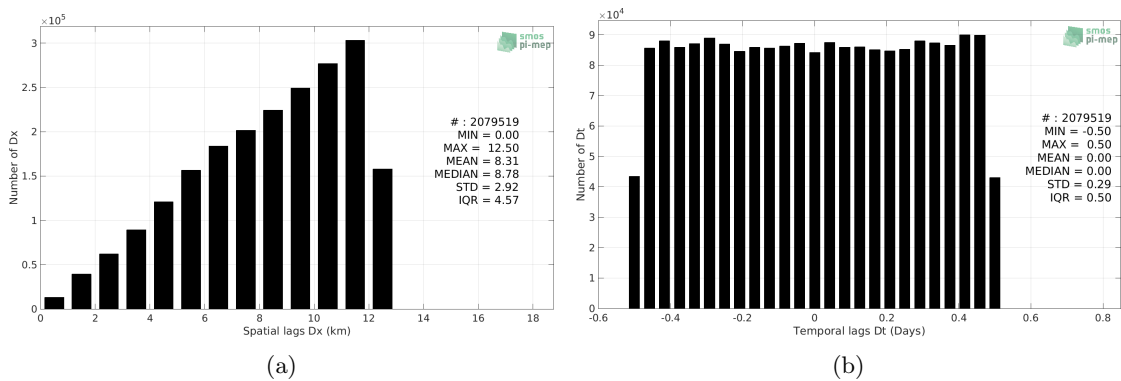 ×10⁵
3
2.5
2
1.5
1
0.5
0
0 2 4 6 8 10 12 14 16 18
Number of Dx
Spatial lags Dx (km)
smos
pi-mep
# : 2079519
MIN = 0.00
MAX = 12.50
MEAN = 8.31
MEDIAN = 8.78
STD = 2.92
IQR = 4.57
(a)
×10⁴
9
8
7
6
5
4
3
2
1
0
-0.6 -0.4 -0.2 0 0.2 0.4 0.6 0.8
Number of Dt
Temporal lags Dt (Days)
smos
pi-mep
# : 2079519
MIN = -0.50
MAX = 0.50
MEAN = 0.00
MEDIAN = 0.00
STD = 0.29
IQR = 0.50
(b)